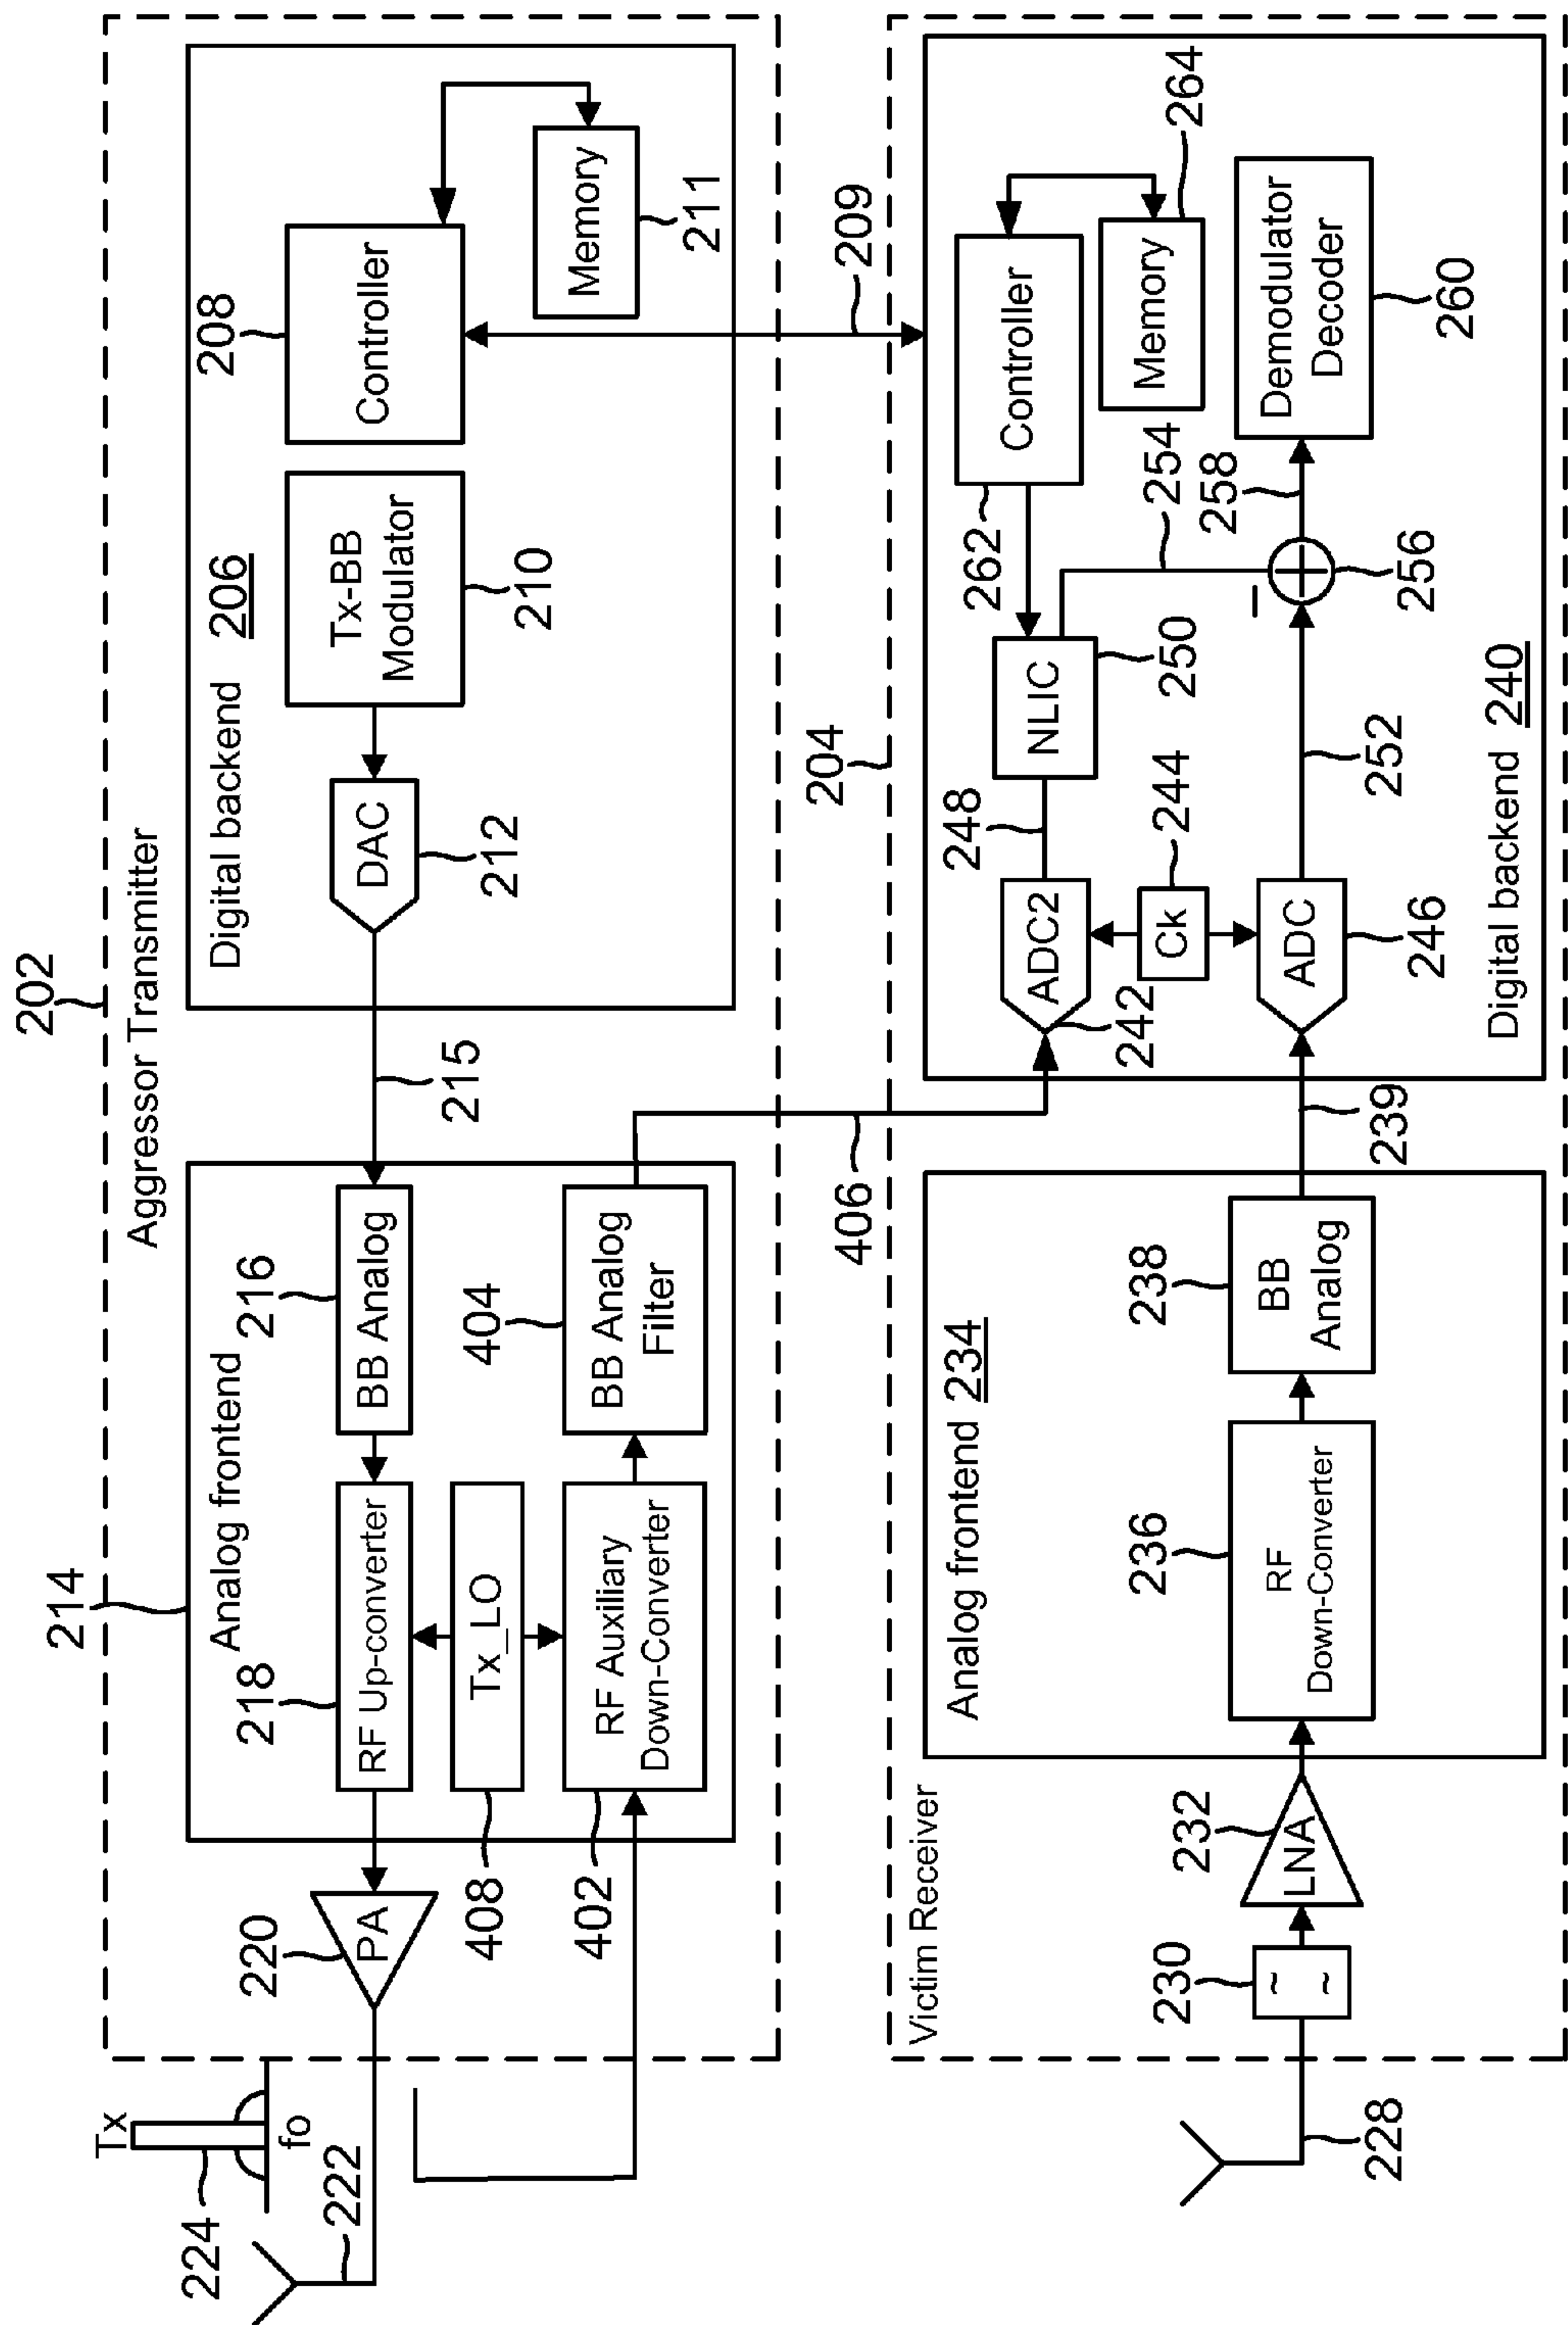 202
Aggressor Transmitter
214
Analog frontend
Digital backend 206
Tx
fo
224
222
220
PA
218
RF Up-converter
216
BB Analog
215
DAC
212
Tx-BB
Modulator
210
208
Controller
Memory
211
Tx_LO
408
RF Auxiliary
Down-Converter
402
404
BB Analog
Filter
406
209
204
Victim Receiver
Analog frontend 234
228
230
~
~
232
LNA
236
RF
Down-Converter
238
BB
Analog
239
ADC2
242
248
NLIC
250
262
Controller
Memory
264
Ck
244
254
ADC
246
252
–
256
258
Demodulator
Decoder
260
Digital backend 240